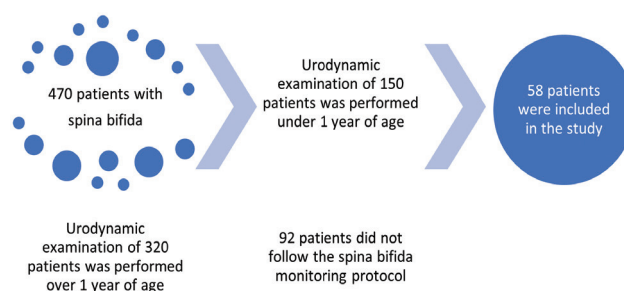 470 patients with
spina bifida
Urodynamic
examination of 150
patients was performed
under 1 year of age
58 patients
were included
in the study
Urodynamic
examination of 320
patients was performed
over 1 year of age
92 patients did not
follow the spina bifida
monitoring protocol